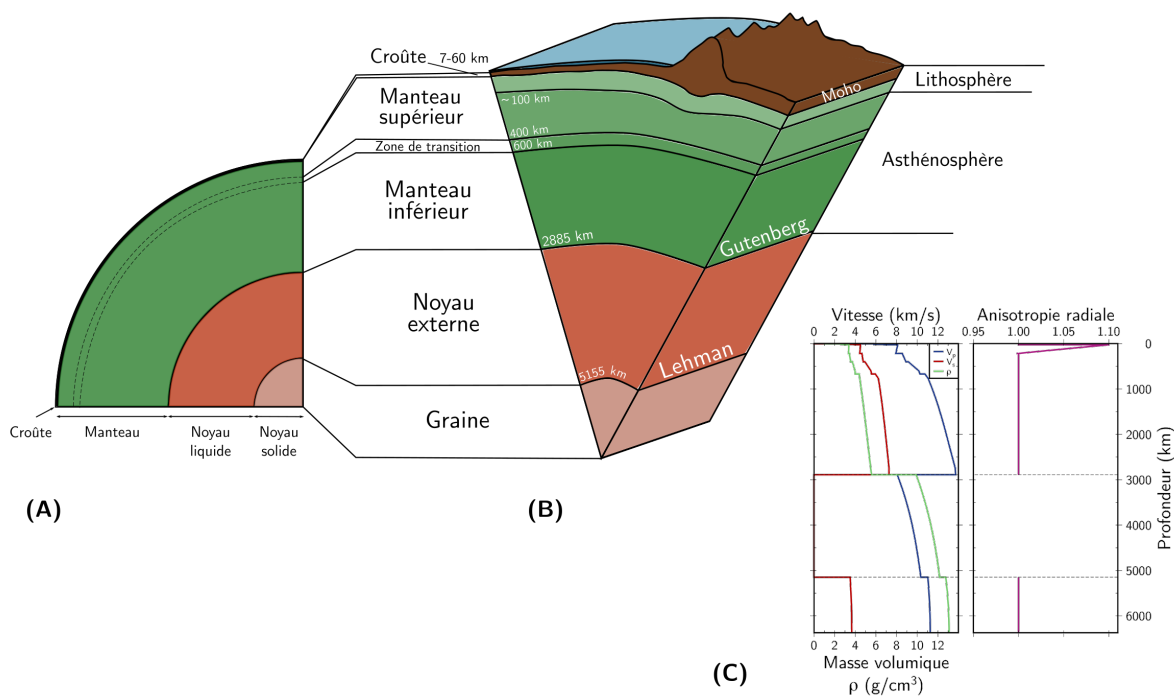 Croûte
7-60 km
Manteau
supérieur
Zone de transition
Manteau
inférieur
Noyau
externe
Graine
~100 km
400 km
600 km
2885 km
5155 km
Moho
Gutenberg
Lehman
Lithosphère
Asthénosphère
Croûte
Manteau
Noyau
liquide
Noyau
solide
(A)
(B)
Vitesse (km/s)
0 2 4 6 8 10 12
Vp
Vs
ρ
0 2 4 6 8 10 12
Masse volumique
ρ (g/cm³)
Anisotropie radiale
0.95 1.00 1.05 1.10
0
1000
2000
3000
4000
5000
6000
Profondeur (km)
(C)